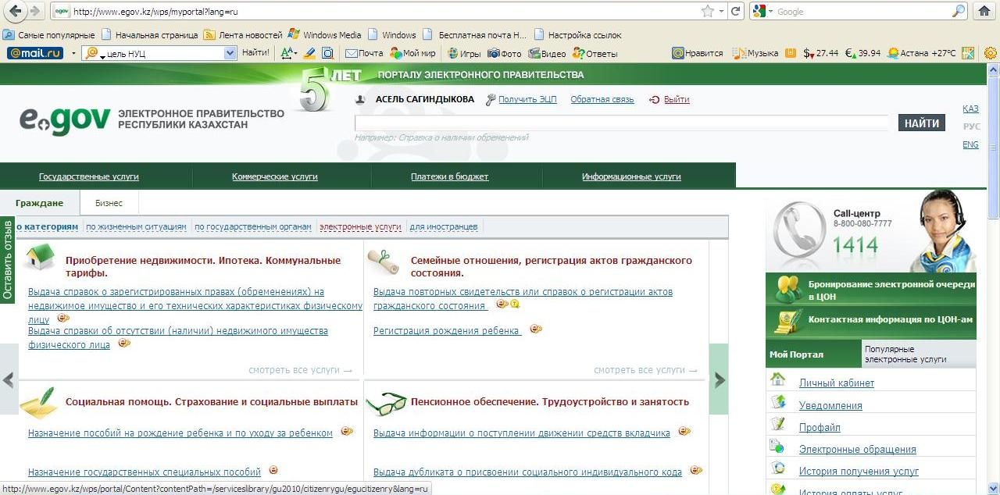 http://www.egov.kz/wps/myportal?lang=ru
Google
Самые популярные
Начальная страница
Лента новостей
Windows Media
Windows
Бесплатная почта H...
Настройка ссылок
@mail.ru
цель НУЦ
Найти!
Почта
Мой мир
Игры
Фото
Видео
Ответы
Нравится
Музыка
$ 27.44
€ 39.94
Астана +27°C
5 ЛЕТ ПОРТАЛУ ЭЛЕКТРОННОГО ПРАВИТЕЛЬСТВА
e.gov
ЭЛЕКТРОННОЕ ПРАВИТЕЛЬСТВО
РЕСПУБЛИКИ КАЗАХСТАН
АСЕЛЬ САГИНДЫКОВА
Получить ЭЦП
Обратная связь
Выйти
НАЙТИ
Например: Справка о наличии обременений
ҚАЗ
РУС
ENG
Государственные услуги
Коммерческие услуги
Платежи в бюджет
Информационные услуги
Граждане
Бизнес
о категориям
по жизненным ситуациям
по государственным органам
электронные услуги
для иностранцев
Оставить отзыв
Приобретение недвижимости. Ипотека. Коммунальные
тарифы.
Выдача справок о зарегистрированных правах (обременениях) на
недвижимое имущество и его технических характеристиках физическому
лицу
Выдача справки об отсутствии (наличии) недвижимого имущества
физического лица
смотреть все услуги →
Семейные отношения, регистрация актов гражданского
состояния.
Выдача повторных свидетельств или справок о регистрации актов
гражданского состояния
Регистрация рождения ребенка
смотреть все услуги →
Социальная помощь. Страхование и социальные выплаты
Назначение пособий на рождение ребенка и по уходу за ребенком
Назначение государственных специальных пособий
Пенсионное обеспечение. Трудоустройство и занятость
Выдача информации о поступлении движении средств вкладчика
Выдача дубликата о присвоении социального индивидуального кода
Call-центр
8-800-080-7777
1414
Бронирование электронной очереди
в ЦОН
Контактная информация по ЦОН-ам
Мой Портал
Популярные
электронные услуги
Личный кабинет
Уведомления
Профайл
Электронные обращения
История получения услуг
История оплаты услуг
http://www.egov.kz/wps/portal/Content?contentPath=/serviceslibrary/gu2010/citizenrygu/egucitizenry&lang=ru